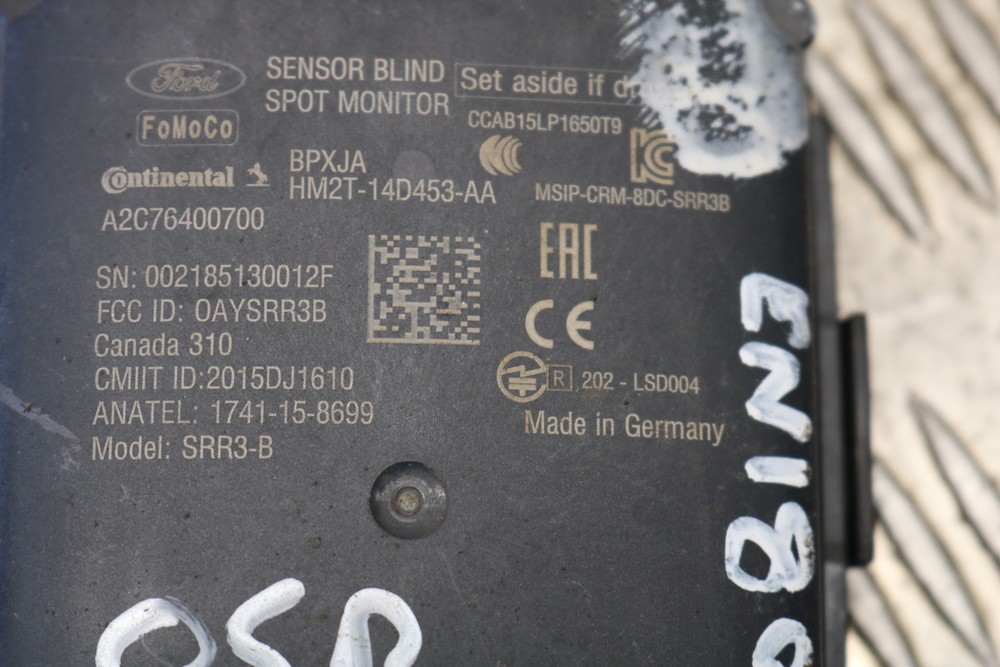 Ford
FoMoCo
SENSOR BLIND
SPOT MONITOR
Set aside if
CCAB15LP1650T9
Continental
BPXJA
HM2T-14D453-AA
MSIP-CRM-8DC-SRR3B
A2C76400700
EAC
SN: 002185130012F
FCC ID: OAYSRR3B
Canada 310
CMIIT ID:2015DJ1610
ANATEL: 1741-15-8699
Model: SRR3-B
CE
R 202 - LSD004
Made in Germany
OSD